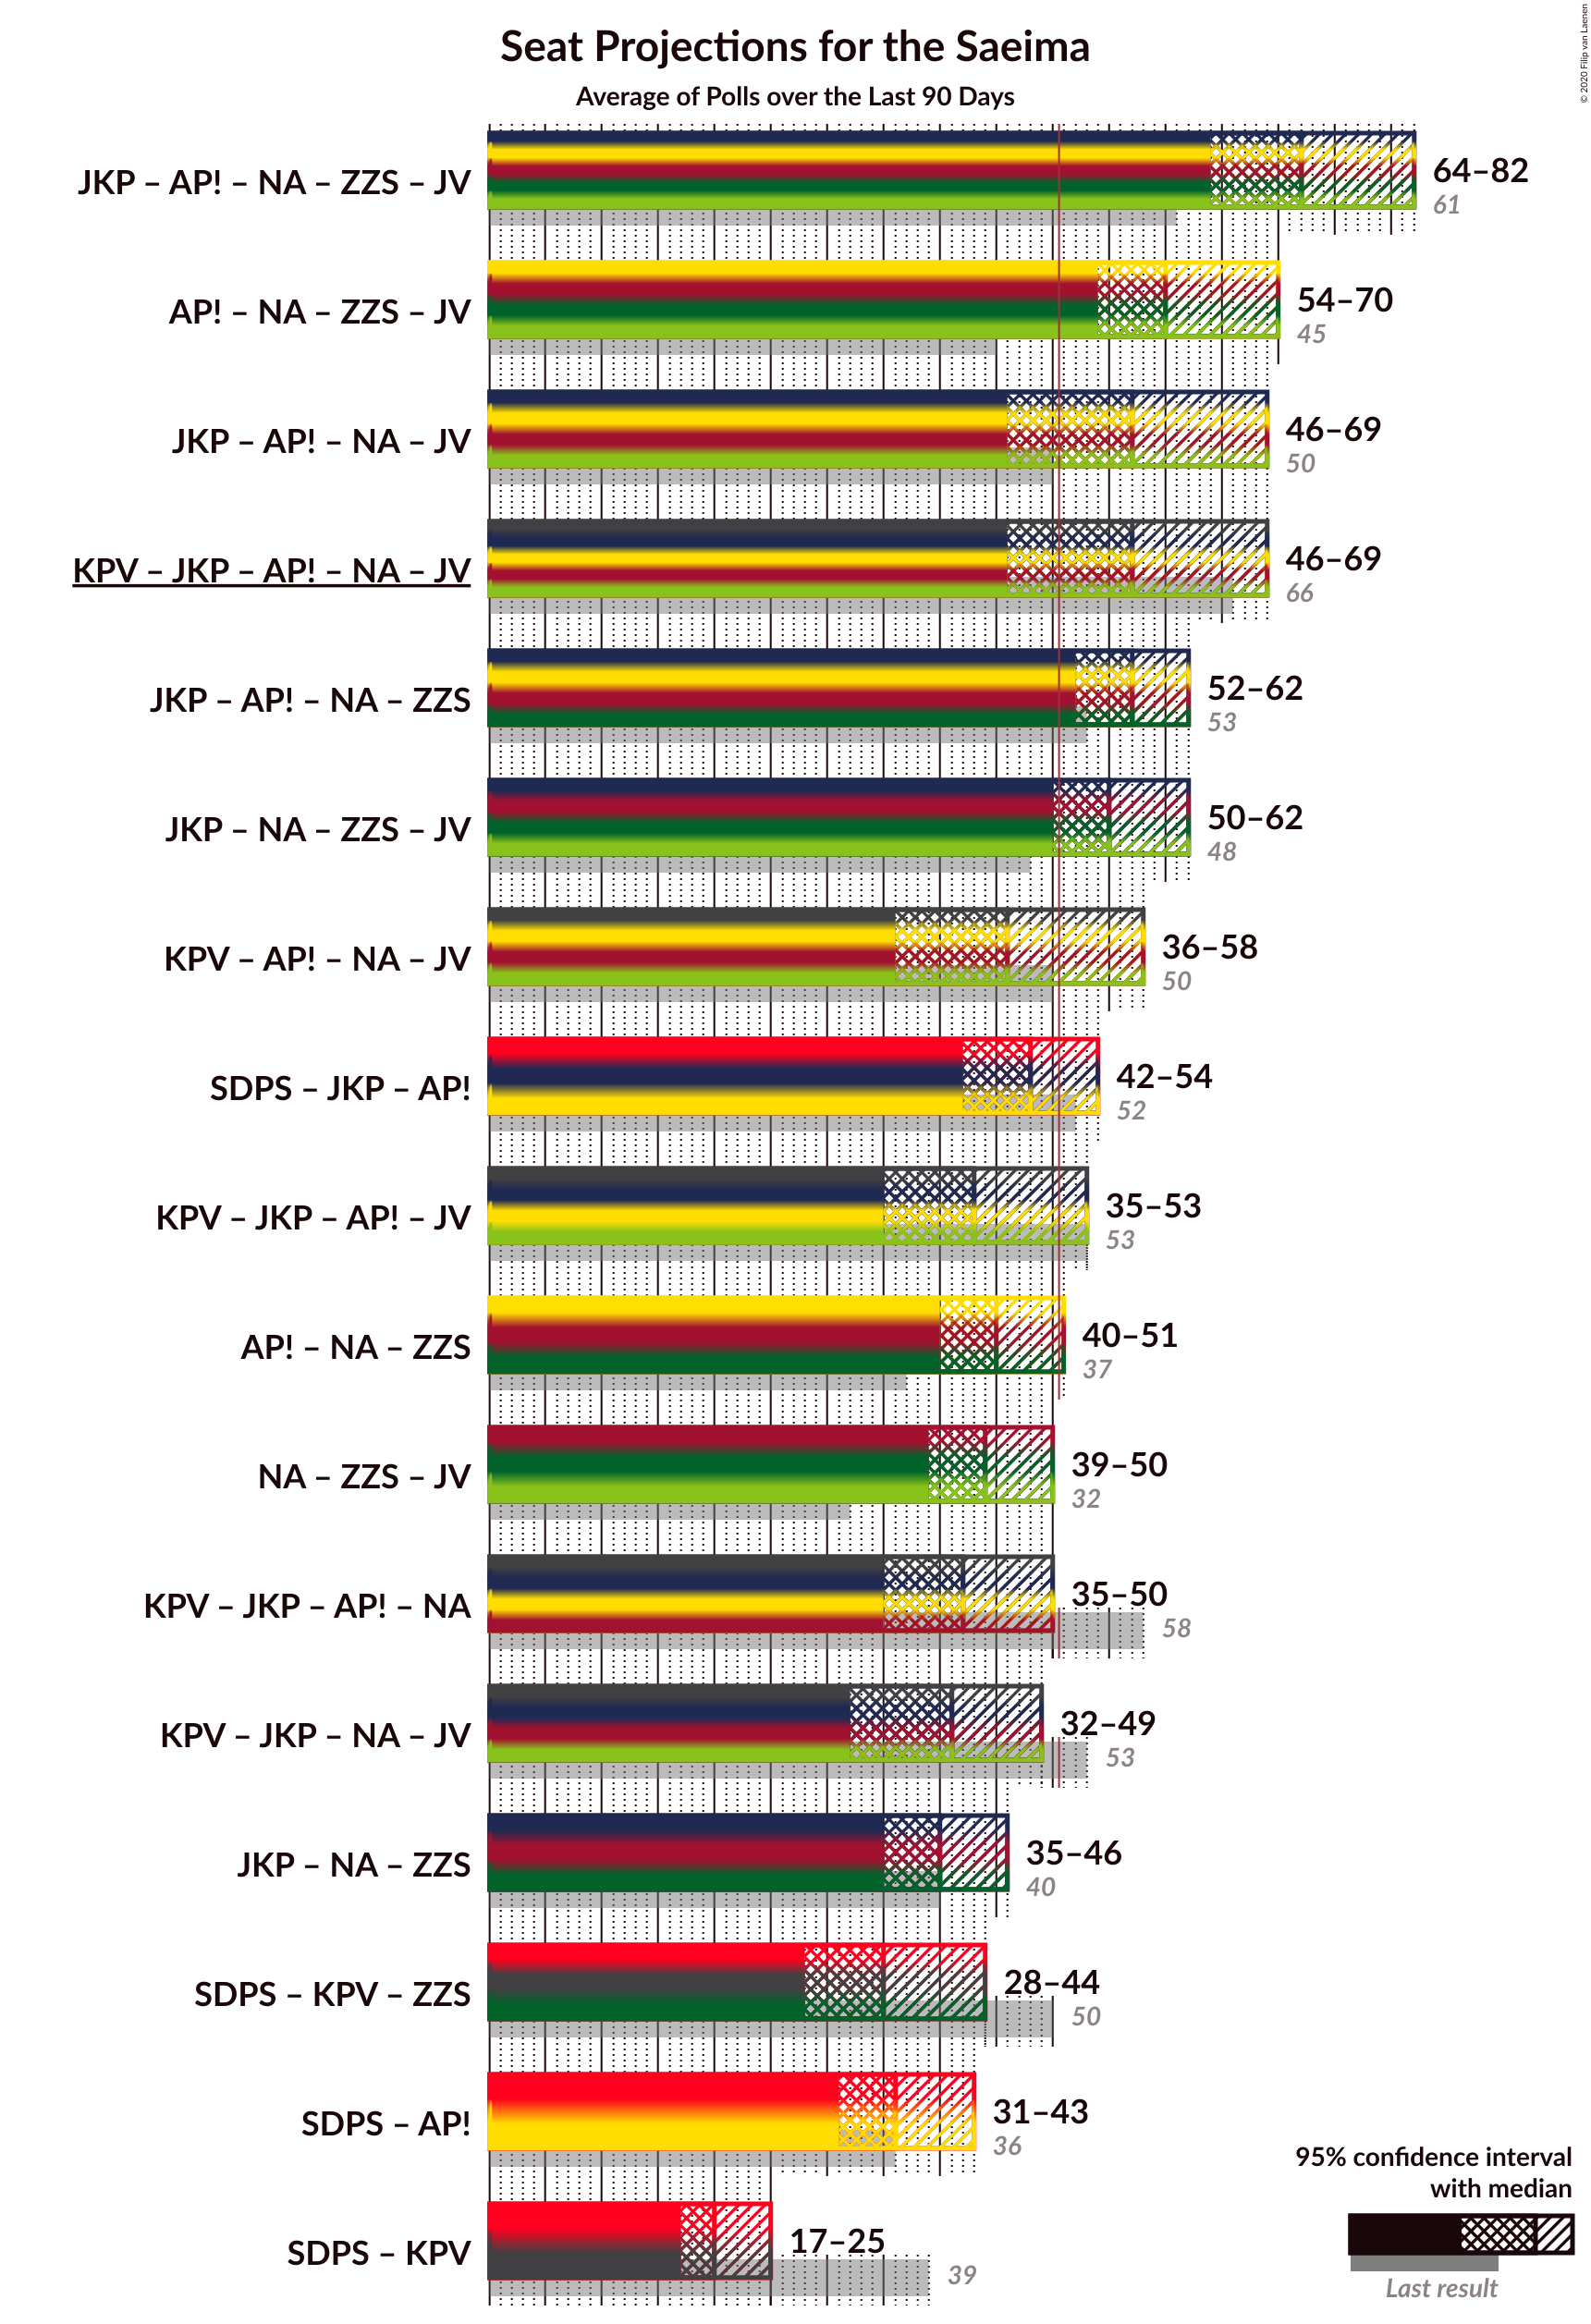 Seat Projections for the Saeima
Average of Polls over the Last 90 Days
© 2020 Filip van Laenen
JKP – AP! – NA – ZZS – JV
64–82
61
AP! – NA – ZZS – JV
54–70
45
JKP – AP! – NA – JV
46–69
50
KPV – JKP – AP! – NA – JV
46–69
66
JKP – AP! – NA – ZZS
52–62
53
JKP – NA – ZZS – JV
50–62
48
KPV – AP! – NA – JV
36–58
50
SDPS – JKP – AP!
42–54
52
KPV – JKP – AP! – JV
35–53
53
AP! – NA – ZZS
40–51
37
NA – ZZS – JV
39–50
32
KPV – JKP – AP! – NA
35–50
58
KPV – JKP – NA – JV
32–49
53
JKP – NA – ZZS
35–46
40
SDPS – KPV – ZZS
28–44
50
SDPS – AP!
31–43
36
SDPS – KPV
17–25
39
95% confidence interval
with median
Last result